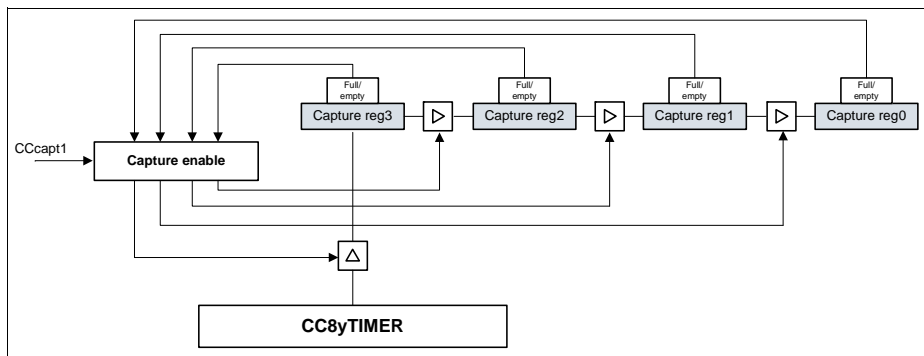 Full/
empty
Full/
empty
Full/
empty
Full/
empty
Capture reg3
Capture reg2
Capture reg1
Capture reg0
CCcapt1
Capture enable
CC8yTIMER